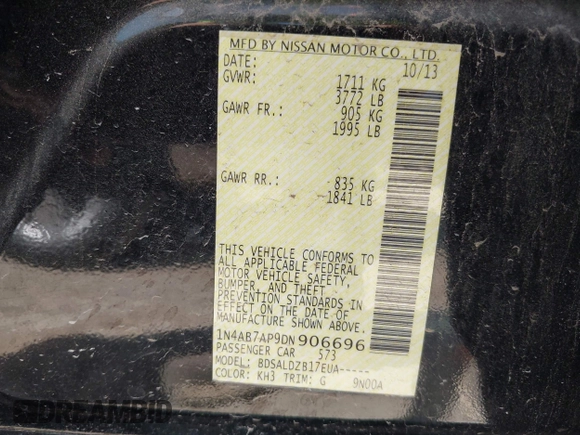 MFD BY NISSAN MOTOR CO., LTD.
DATE: 10/13
GVWR: 1711 KG
3772 LB
GAWR FR.: 905 KG
1995 LB
GAWR RR.: 835 KG
1841 LB
THIS VEHICLE CONFORMS TO
ALL APPLICABLE FEDERAL
MOTOR VEHICLE SAFETY,
BUMPER, AND THEFT
PREVENTION STANDARDS IN
EFFECT ON THE DATE OF
MANUFACTURE SHOWN ABOVE.
1N4AB7AP9DN906696
PASSENGER CAR 573
MODEL: BDSALDZB17EUA-----
COLOR: KH3 TRIM: G 9N00A
DREAMBID